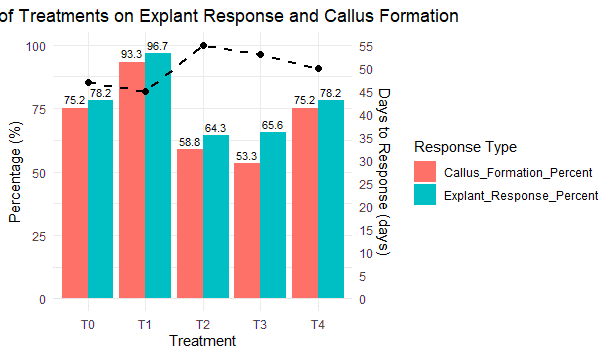 of Treatments on Explant Response and Callus Formation
100
75
50
25
0
Percentage (%)
75.2
78.2
93.3
96.7
58.8
64.3
53.3
65.6
75.2
78.2
55
50
45
40
35
30
25
20
15
10
5
0
Days to Response (days)
T0
T1
T2
T3
T4
Treatment
Response Type
Callus_Formation_Percent
Explant_Response_Percent